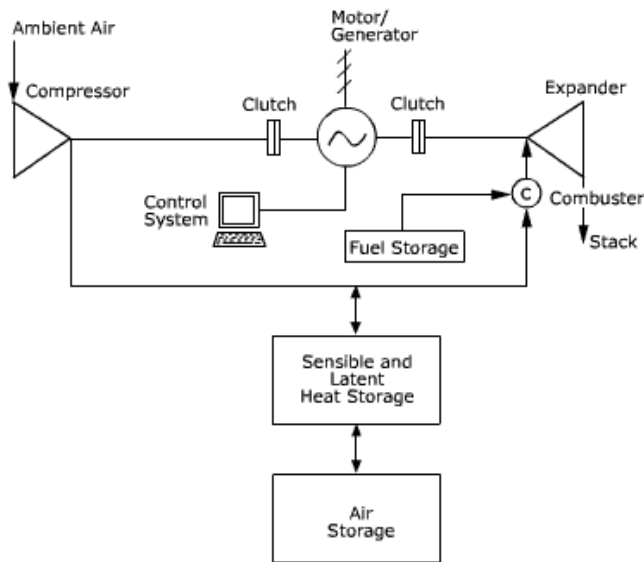 Ambient Air
Motor/
Generator
Compressor
Clutch
Clutch
Expander
Control
System
C
Combuster
Fuel Storage
Stack
Sensible and
Latent
Heat Storage
Air
Storage